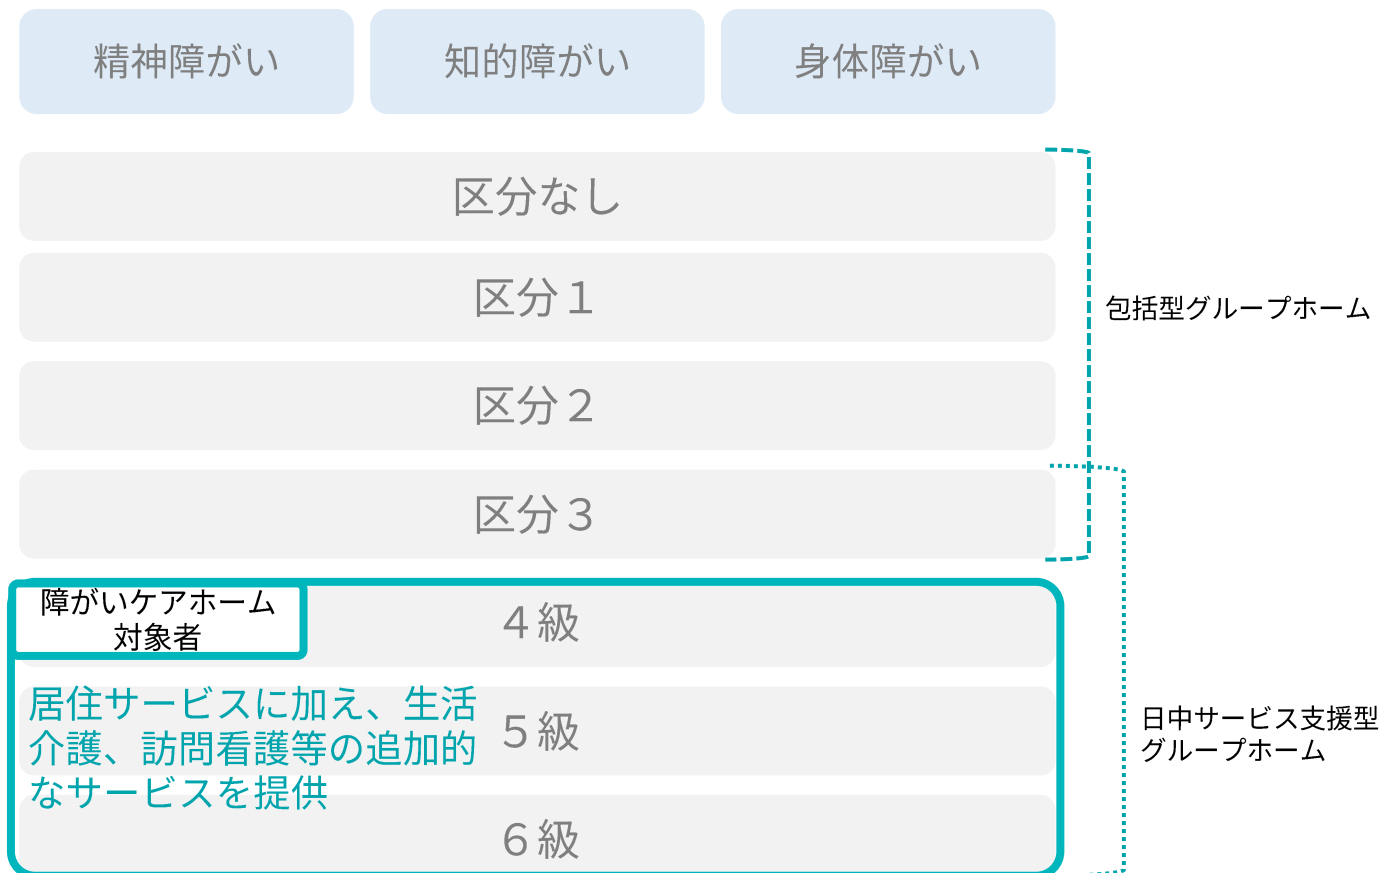 精神障がい
知的障がい
身体障がい
区分なし
区分１
包括型グループホーム
区分２
区分３
障がいケアホーム
対象者
４級
居住サービスに加え、生活
介護、訪問看護等の追加的
なサービスを提供
５級
日中サービス支援型
グループホーム
６級